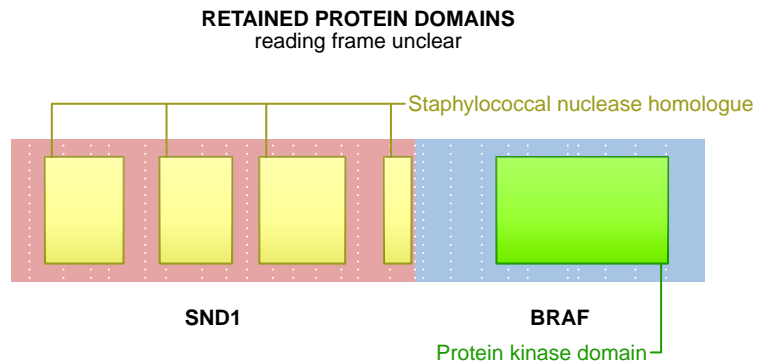 RETAINED PROTEIN DOMAINS
reading frame unclear
Staphylococcal nuclease homologue
SND1
BRAF
Protein kinase domain